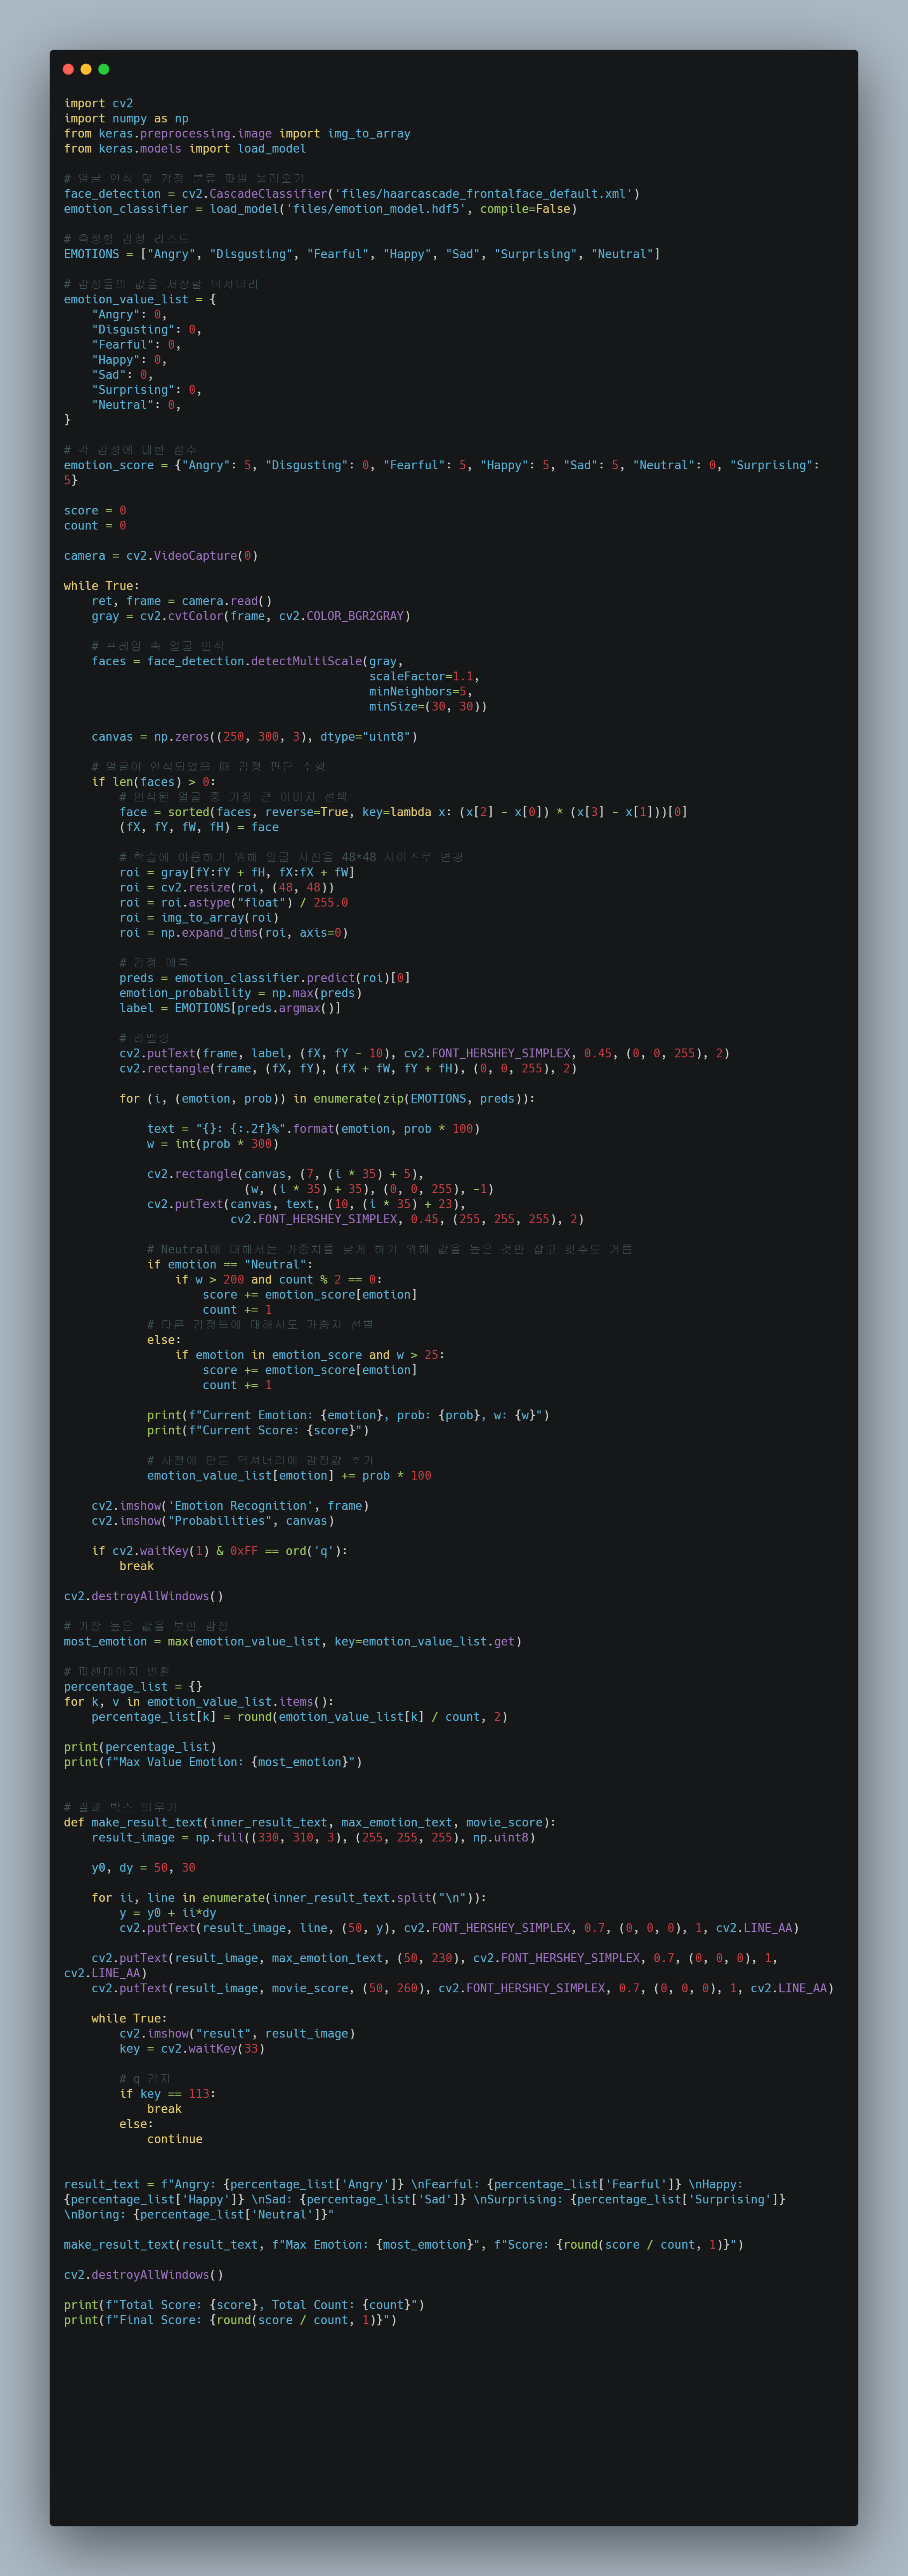 import cv2
import numpy as np
from keras.preprocessing.image import img_to_array
from keras.models import load_model

# 얼굴 인식 및 감정 분류 파일 불러오기
face_detection = cv2.CascadeClassifier('files/haarcascade_frontalface_default.xml')
emotion_classifier = load_model('files/emotion_model.hdf5', compile=False)

# 측정할 감정 리스트
EMOTIONS = ["Angry", "Disgusting", "Fearful", "Happy", "Sad", "Surprising", "Neutral"]

# 감정들의 값을 저장할 딕셔너리
emotion_value_list = {
    "Angry": 0,
    "Disgusting": 0,
    "Fearful": 0,
    "Happy": 0,
    "Sad": 0,
    "Surprising": 0,
    "Neutral": 0,
}

# 각 감정에 대한 점수
emotion_score = {"Angry": 5, "Disgusting": 0, "Fearful": 5, "Happy": 5, "Sad": 5, "Neutral": 0, "Surprising":
5}

score = 0
count = 0

camera = cv2.VideoCapture(0)

while True:
    ret, frame = camera.read()
    gray = cv2.cvtColor(frame, cv2.COLOR_BGR2GRAY)

    # 프레임 속 얼굴 인식
    faces = face_detection.detectMultiScale(gray,
                                            scaleFactor=1.1,
                                            minNeighbors=5,
                                            minSize=(30, 30))

    canvas = np.zeros((250, 300, 3), dtype="uint8")

    # 얼굴이 인식되었을 때 감정 판단 수행
    if len(faces) > 0:
        # 인식된 얼굴 중 가장 큰 이미지 선택
        face = sorted(faces, reverse=True, key=lambda x: (x[2] - x[0]) * (x[3] - x[1]))[0]
        (fX, fY, fW, fH) = face

        # 학습에 이용하기 위해 얼굴 사진을 48*48 사이즈로 변경
        roi = gray[fY:fY + fH, fX:fX + fW]
        roi = cv2.resize(roi, (48, 48))
        roi = roi.astype("float") / 255.0
        roi = img_to_array(roi)
        roi = np.expand_dims(roi, axis=0)

        # 감정 예측
        preds = emotion_classifier.predict(roi)[0]
        emotion_probability = np.max(preds)
        label = EMOTIONS[preds.argmax()]

        # 라벨링
        cv2.putText(frame, label, (fX, fY - 10), cv2.FONT_HERSHEY_SIMPLEX, 0.45, (0, 0, 255), 2)
        cv2.rectangle(frame, (fX, fY), (fX + fW, fY + fH), (0, 0, 255), 2)

        for (i, (emotion, prob)) in enumerate(zip(EMOTIONS, preds)):

            text = "{}: {:.2f}%".format(emotion, prob * 100)
            w = int(prob * 300)

            cv2.rectangle(canvas, (7, (i * 35) + 5),
                          (w, (i * 35) + 35), (0, 0, 255), -1)
            cv2.putText(canvas, text, (10, (i * 35) + 23),
                        cv2.FONT_HERSHEY_SIMPLEX, 0.45, (255, 255, 255), 2)

            # Neutral에 대해서는 가중치를 낮게 하기 위해 값을 높은 것만 잡고 횟수도 거름
            if emotion == "Neutral":
                if w > 200 and count % 2 == 0:
                    score += emotion_score[emotion]
                    count += 1
            # 다른 감정들에 대해서도 가중치 선별
            else:
                if emotion in emotion_score and w > 25:
                    score += emotion_score[emotion]
                    count += 1

            print(f"Current Emotion: {emotion}, prob: {prob}, w: {w}")
            print(f"Current Score: {score}")

            # 사전에 만든 딕셔너리에 감정값 추가
            emotion_value_list[emotion] += prob * 100

    cv2.imshow('Emotion Recognition', frame)
    cv2.imshow("Probabilities", canvas)

    if cv2.waitKey(1) & 0xFF == ord('q'):
        break

cv2.destroyAllWindows()

# 가장 높은 값을 보인 감정
most_emotion = max(emotion_value_list, key=emotion_value_list.get)

# 퍼센테이지 변환
percentage_list = {}
for k, v in emotion_value_list.items():
    percentage_list[k] = round(emotion_value_list[k] / count, 2)

print(percentage_list)
print(f"Max Value Emotion: {most_emotion}")


# 결과 박스 띄우기
def make_result_text(inner_result_text, max_emotion_text, movie_score):
    result_image = np.full((330, 310, 3), (255, 255, 255), np.uint8)

    y0, dy = 50, 30

    for ii, line in enumerate(inner_result_text.split("\n")):
        y = y0 + ii*dy
        cv2.putText(result_image, line, (50, y), cv2.FONT_HERSHEY_SIMPLEX, 0.7, (0, 0, 0), 1, cv2.LINE_AA)

    cv2.putText(result_image, max_emotion_text, (50, 230), cv2.FONT_HERSHEY_SIMPLEX, 0.7, (0, 0, 0), 1,
cv2.LINE_AA)
    cv2.putText(result_image, movie_score, (50, 260), cv2.FONT_HERSHEY_SIMPLEX, 0.7, (0, 0, 0), 1, cv2.LINE_AA)

    while True:
        cv2.imshow("result", result_image)
        key = cv2.waitKey(33)

        # q 감지
        if key == 113:
            break
        else:
            continue


result_text = f"Angry: {percentage_list['Angry']} \nFearful: {percentage_list['Fearful']} \nHappy:
{percentage_list['Happy']} \nSad: {percentage_list['Sad']} \nSurprising: {percentage_list['Surprising']}
\nBoring: {percentage_list['Neutral']}"

make_result_text(result_text, f"Max Emotion: {most_emotion}", f"Score: {round(score / count, 1)}")

cv2.destroyAllWindows()

print(f"Total Score: {score}, Total Count: {count}")
print(f"Final Score: {round(score / count, 1)}")